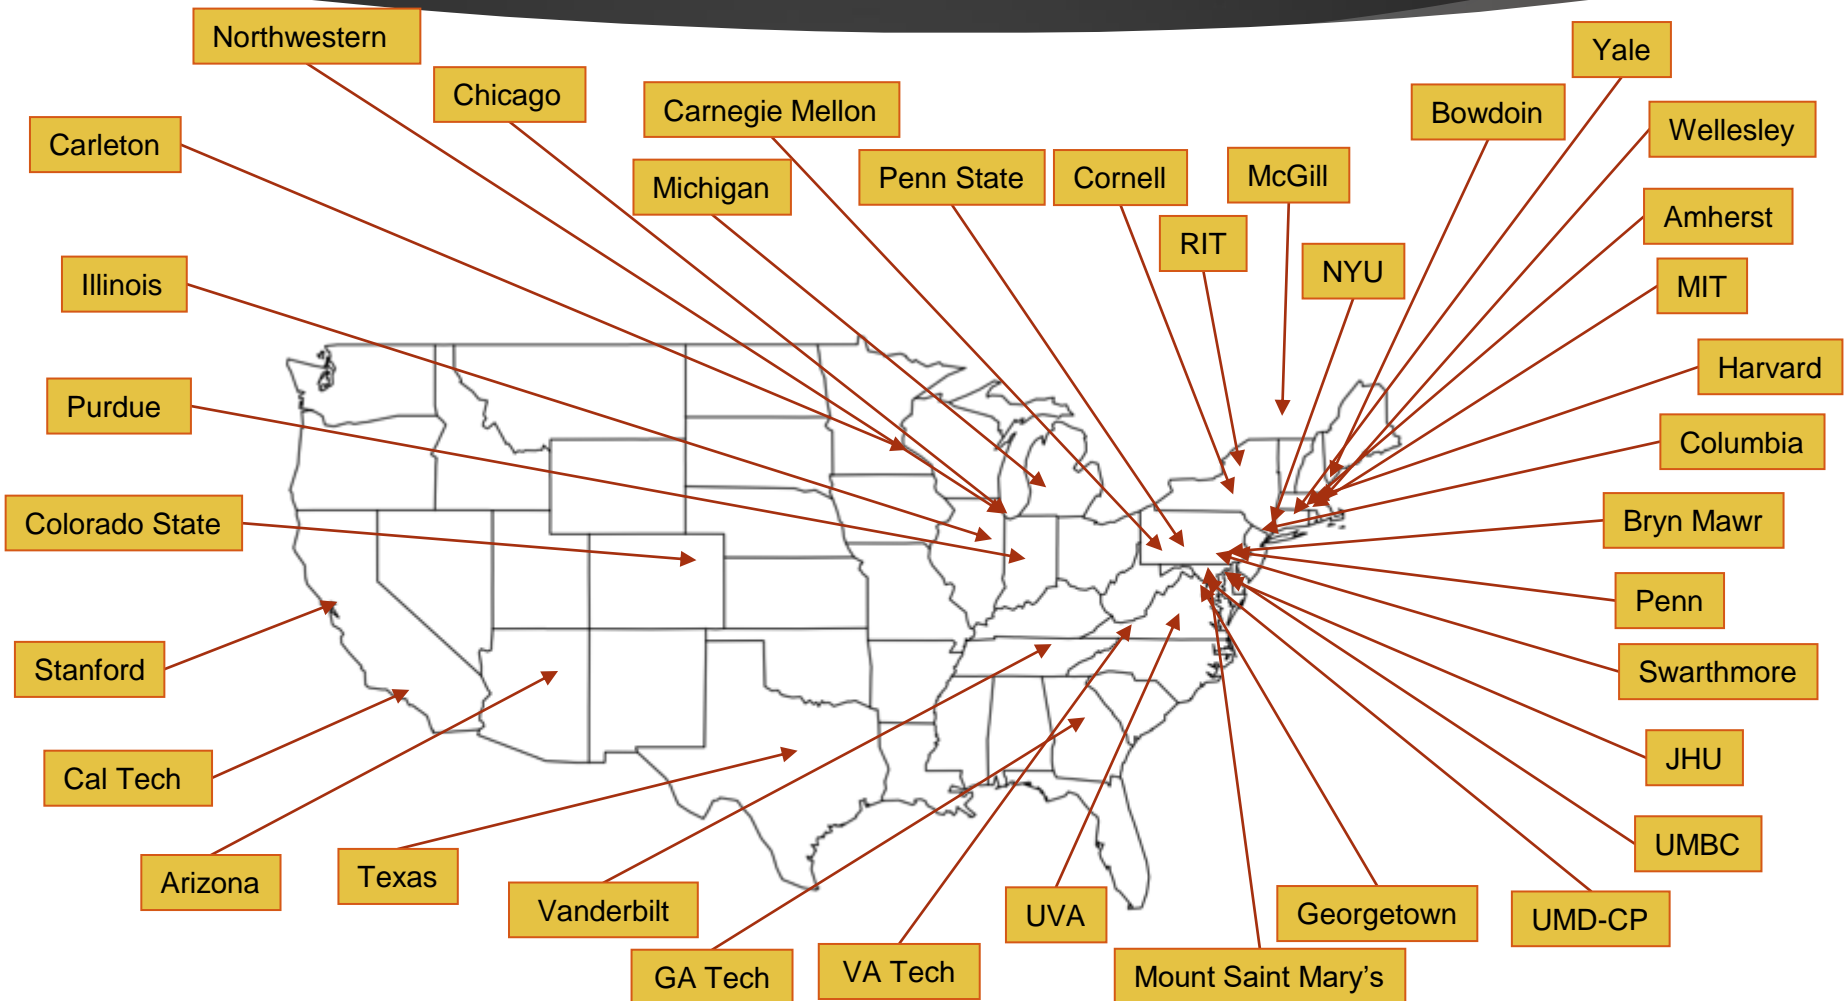 Northwestern
Yale
Chicago
Carnegie Mellon
Bowdoin
Wellesley
Carleton
Michigan
Penn State
Cornell
McGill
Amherst
RIT
NYU
MIT
Illinois
Harvard
Purdue
Columbia
Colorado State
Bryn Mawr
Penn
Stanford
Swarthmore
Cal Tech
JHU
UMBC
Arizona
Texas
Vanderbilt
UVA
Georgetown
UMD-CP
GA Tech
VA Tech
Mount Saint Mary's